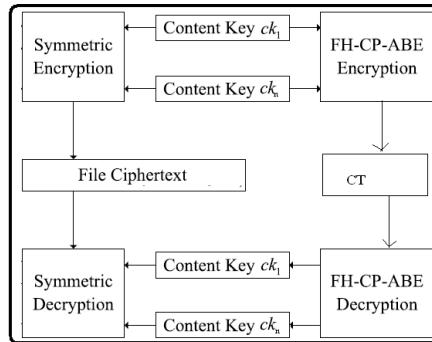 Symmetric
Encryption
Content Key ck1
Content Key ckn
FH-CP-ABE
Encryption
File Ciphertext
CT
Symmetric
Decryption
Content Key ck1
Content Key ckn
FH-CP-ABE
Decryption